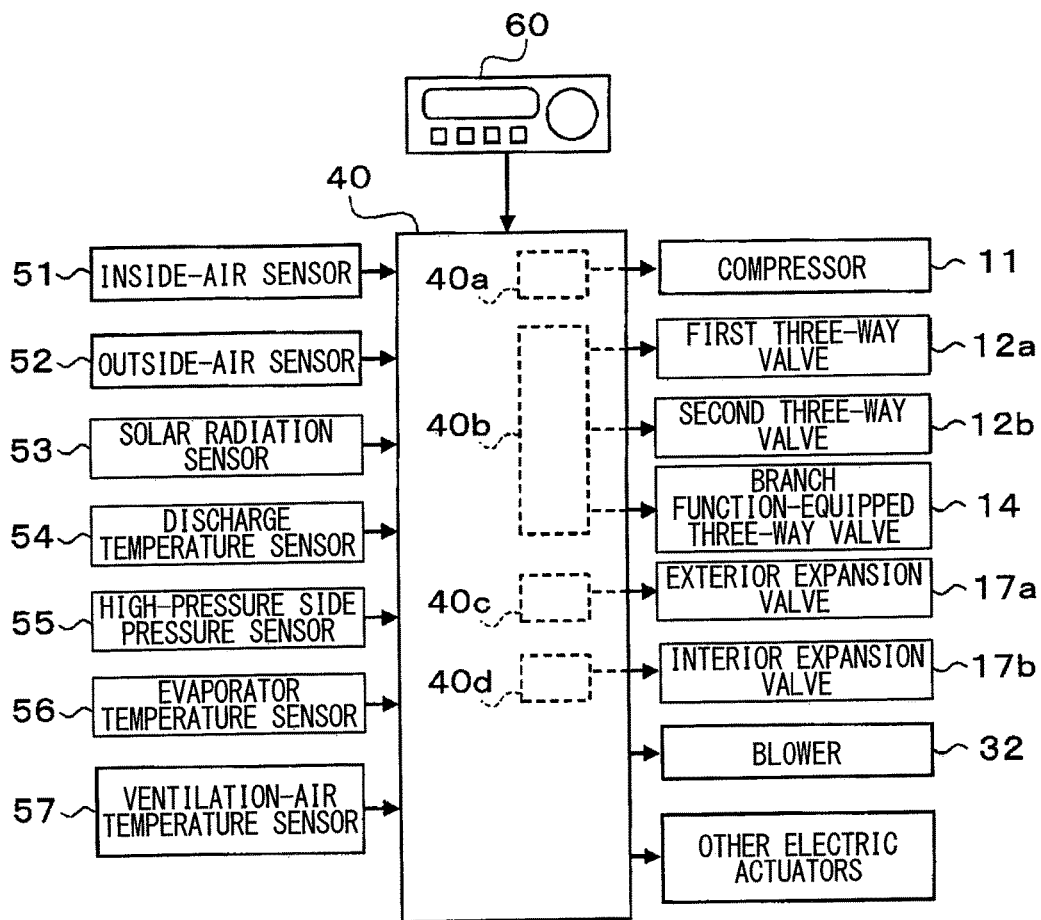 60
40
51
INSIDE-AIR SENSOR
52
OUTSIDE-AIR SENSOR
53
SOLAR RADIATION
SENSOR
54
DISCHARGE
TEMPERATURE SENSOR
55
HIGH-PRESSURE SIDE
PRESSURE SENSOR
56
EVAPORATOR
TEMPERATURE SENSOR
57
VENTILATION-AIR
TEMPERATURE SENSOR
40a
40b
40c
40d
COMPRESSOR
11
FIRST THREE-WAY
VALVE
12a
SECOND THREE-WAY
VALVE
12b
BRANCH
FUNCTION-EQUIPPED
THREE-WAY VALVE
14
EXTERIOR EXPANSION
VALVE
17a
INTERIOR EXPANSION
VALVE
17b
BLOWER
32
OTHER ELECTRIC
ACTUATORS